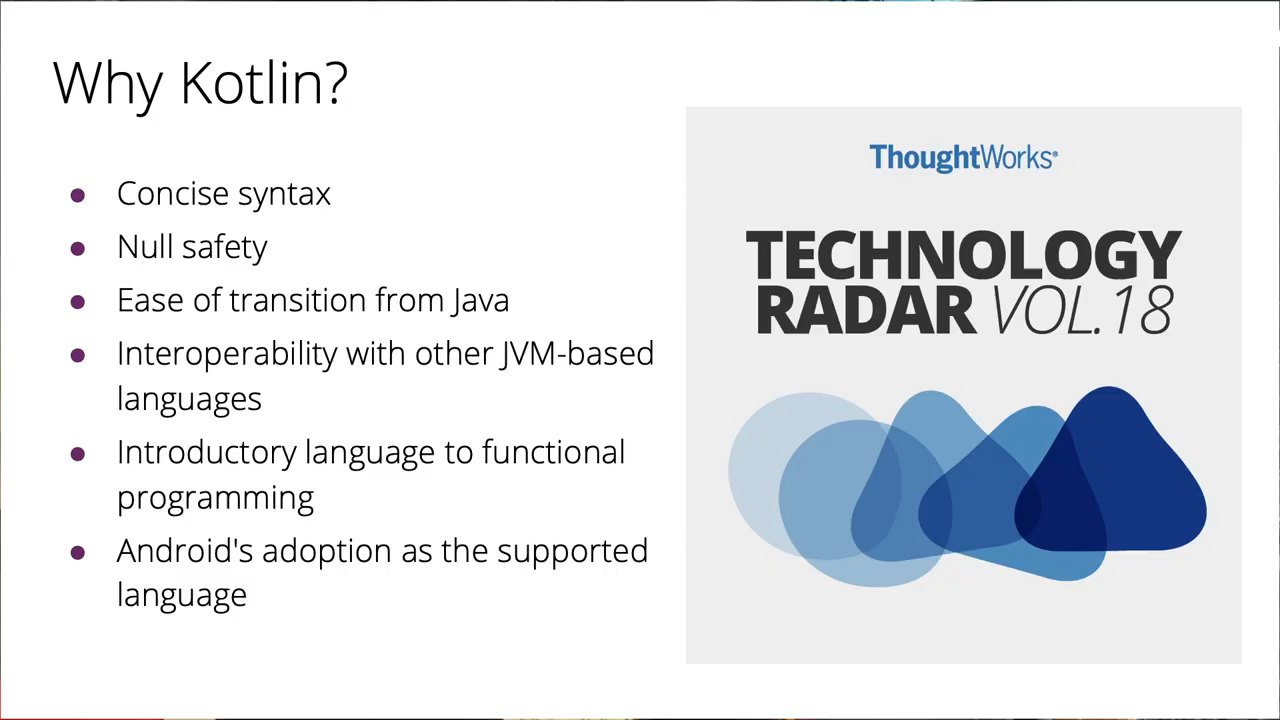 Why Kotlin?
● Concise syntax
● Null safety
● Ease of transition from Java
● Interoperability with other JVM-based
languages
● Introductory language to functional
programming
● Android's adoption as the supported
language
ThoughtWorks®
TECHNOLOGY
RADAR VOL.18